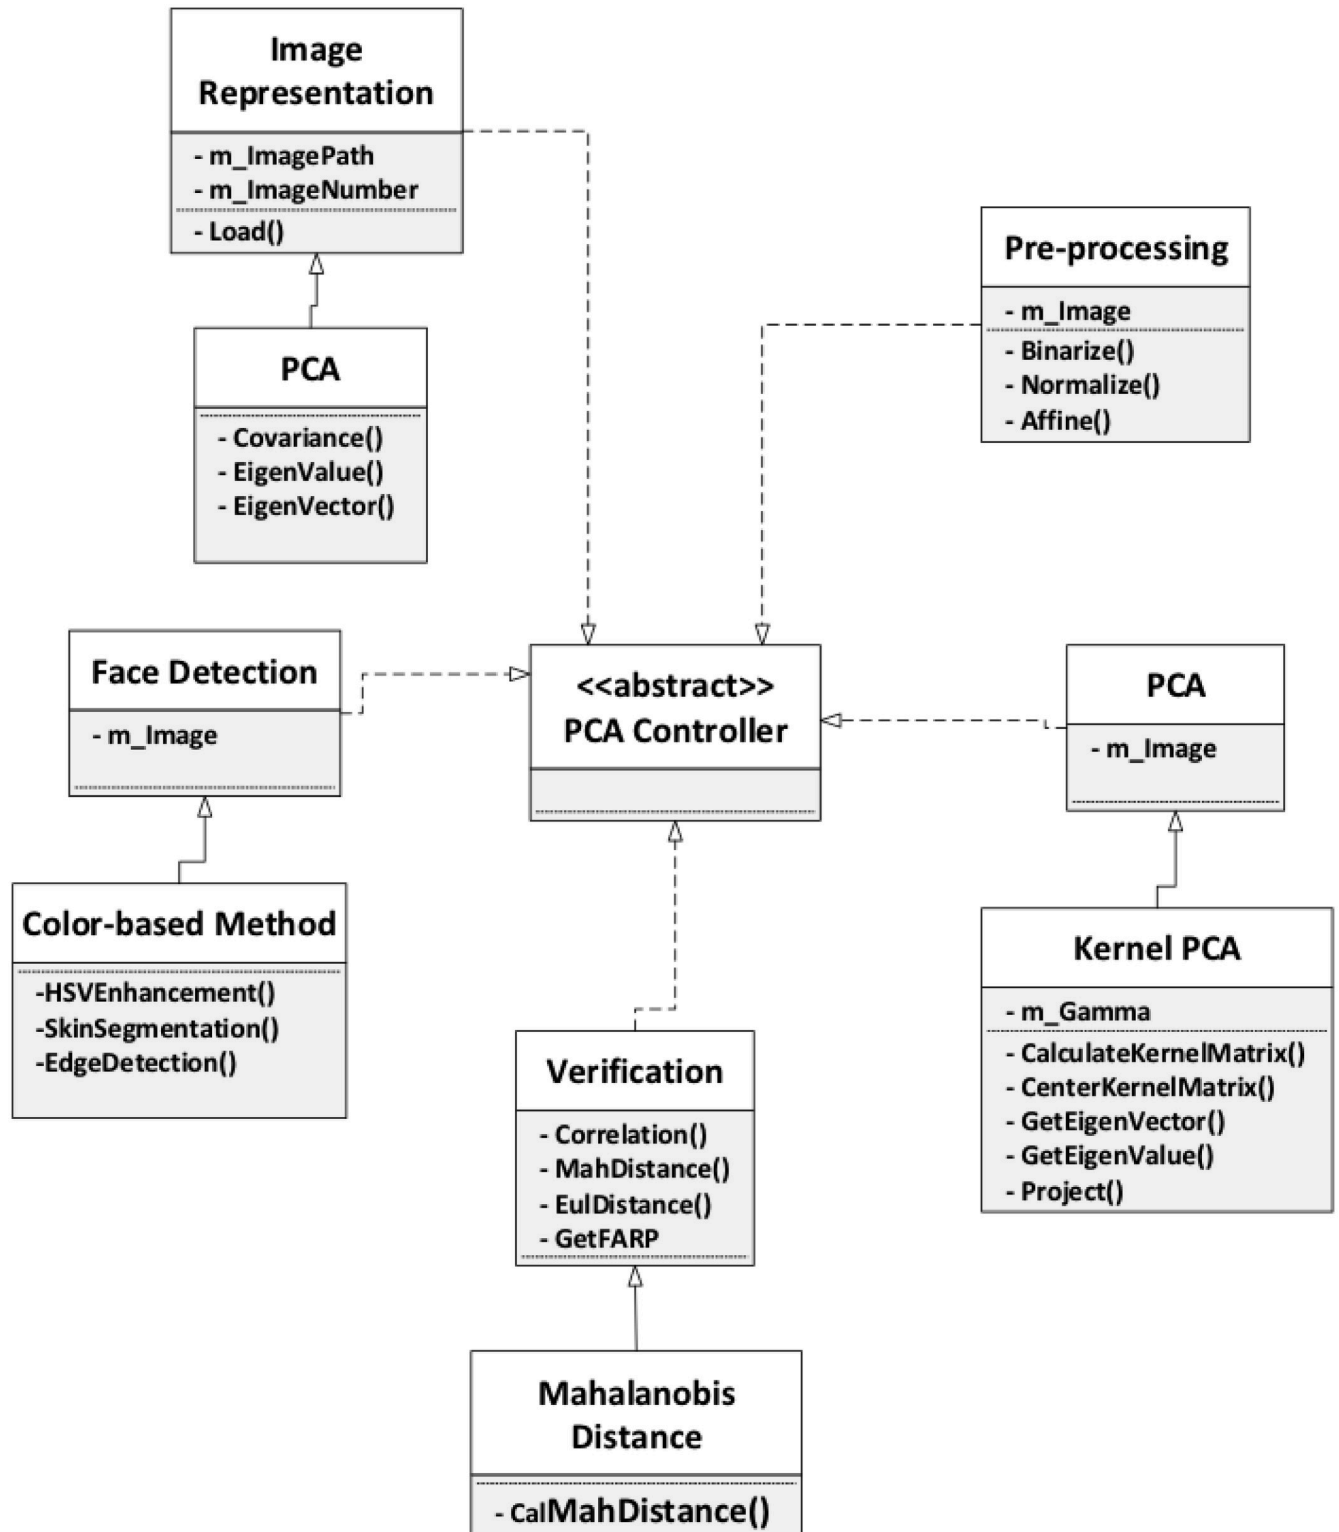 Image
Representation
- m_ImagePath
- m_ImageNumber
- Load()
PCA
- Covariance()
- EigenValue()
- EigenVector()
Pre-processing
- m_Image
- Binarize()
- Normalize()
- Affine()
Face Detection
- m_Image
<<abstract>>
PCA Controller
PCA
- m_Image
Color-based Method
-HSVEnhancement()
-SkinSegmentation()
-EdgeDetection()
Verification
- Correlation()
- MahDistance()
- EulDistance()
- GetFARP
Kernel PCA
- m_Gamma
- CalculateKernelMatrix()
- CenterKernelMatrix()
- GetEigenVector()
- GetEigenValue()
- Project()
Mahalanobis
Distance
- CalMahDistance()